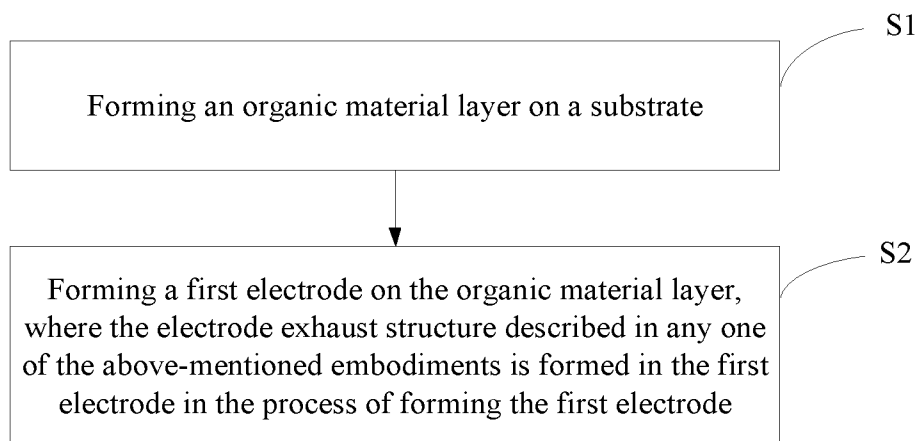 S1
Forming an organic material layer on a substrate
S2
Forming a first electrode on the organic material layer,
where the electrode exhaust structure described in any one
of the above-mentioned embodiments is formed in the first
electrode in the process of forming the first electrode